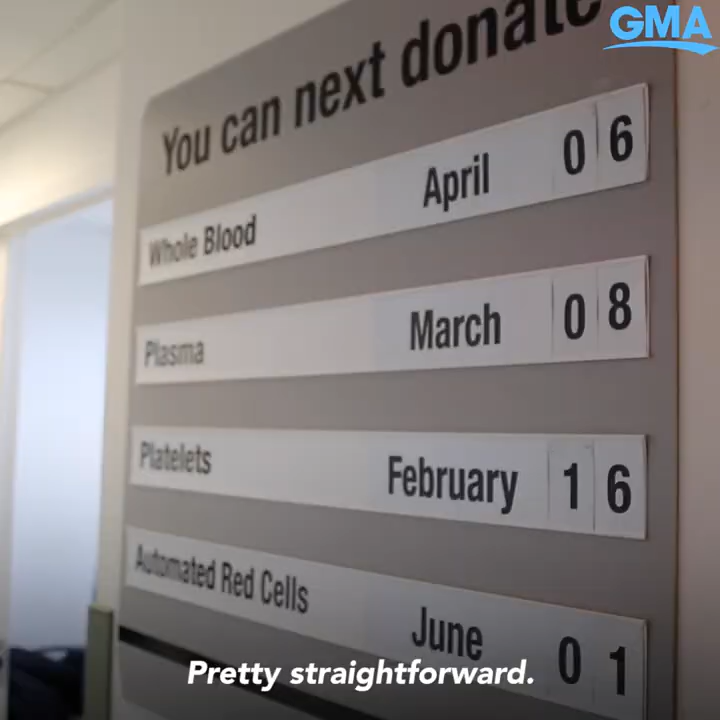 GMA
You can next donate
Whole Blood April 06
Plasma March 08
Platelets February 16
Automated Red Cells June 01
Pretty straightforward.